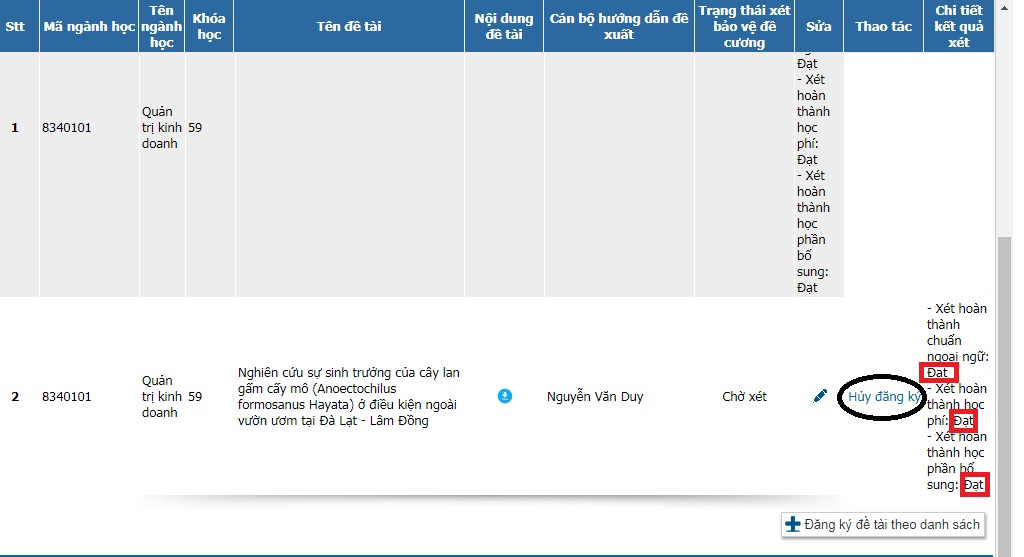 Stt
Mã ngành học
Tên
ngành
học
Khóa
học
Tên đề tài
Nội dung
đề tài
Cán bộ hướng dẫn đề
xuất
Trạng thái xét
bảo vệ đề
cương
Sửa
Thao tác
Chi tiết
kết quả
xét
1
8340101
Quản
trị kinh
doanh
59
Đạt
- Xét
hoàn
thành
học
phí:
Đạt
- Xét
hoàn
thành
học
phần
bổ
sung:
Đạt
2
8340101
Quản
trị kinh
doanh
59
Nghiên cứu sự sinh trưởng của cây lan
gấm cấy mô (Anoectochilus
formosanus Hayata) ở điều kiện ngoài
vườn ươm tại Đà Lạt - Lâm Đồng
Nguyễn Văn Duy
Chờ xét
Hủy đăng ký
- Xét hoàn
thành
chuẩn
ngoại ngữ:
Đạt
- Xét hoàn
thành học
phí: Đạt
- Xét hoàn
thành học
phần bổ
sung: Đạt
Đăng ký đề tài theo danh sách